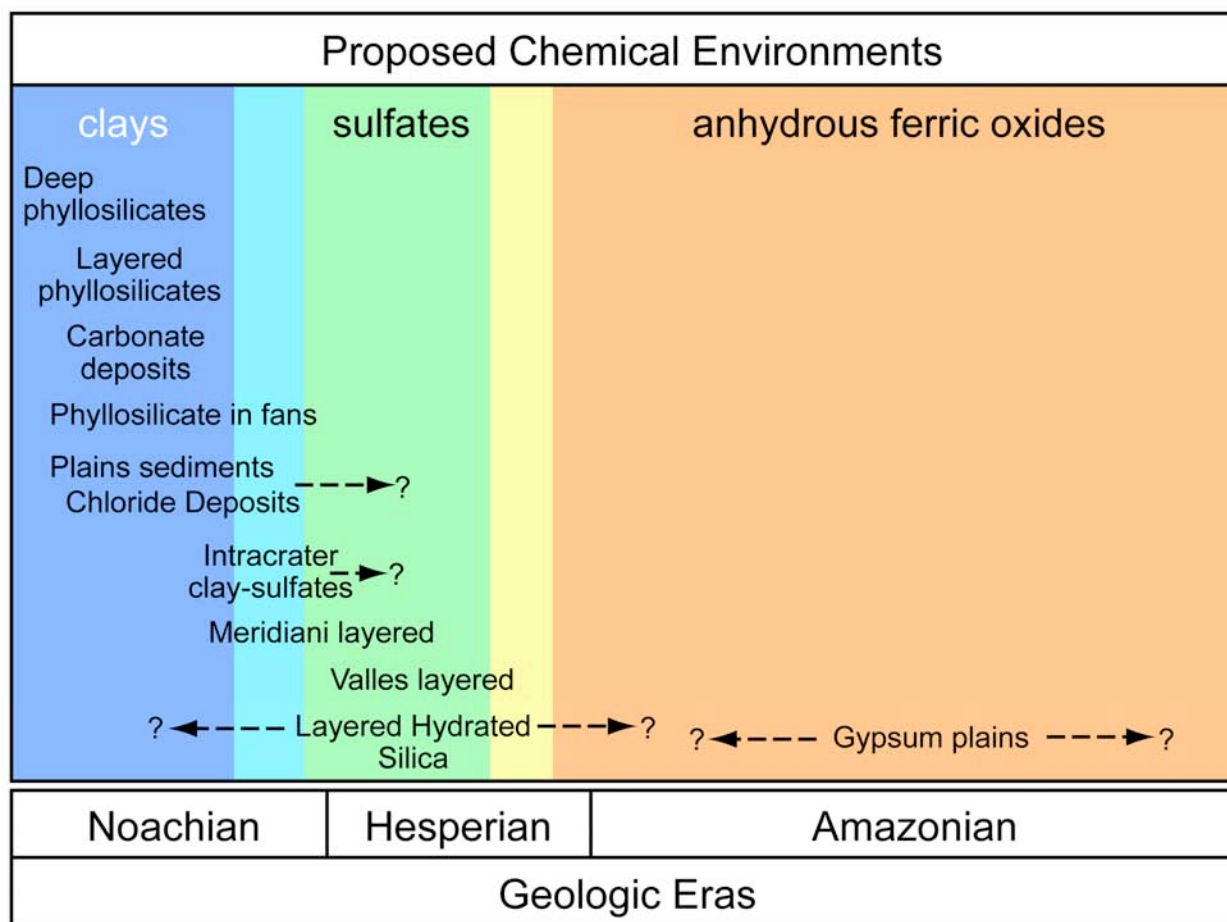 Proposed Chemical Environments
clays
sulfates
anhydrous ferric oxides
Deep
phyllosilicates
Layered
phyllosilicates
Carbonate
deposits
Phyllosilicate in fans
Plains sediments
Chloride Deposits
?
Intracrater
clay-sulfates
?
Meridiani layered
Valles layered
?
Layered Hydrated
Silica
?
?
Gypsum plains
?
Noachian
Hesperian
Amazonian
Geologic Eras